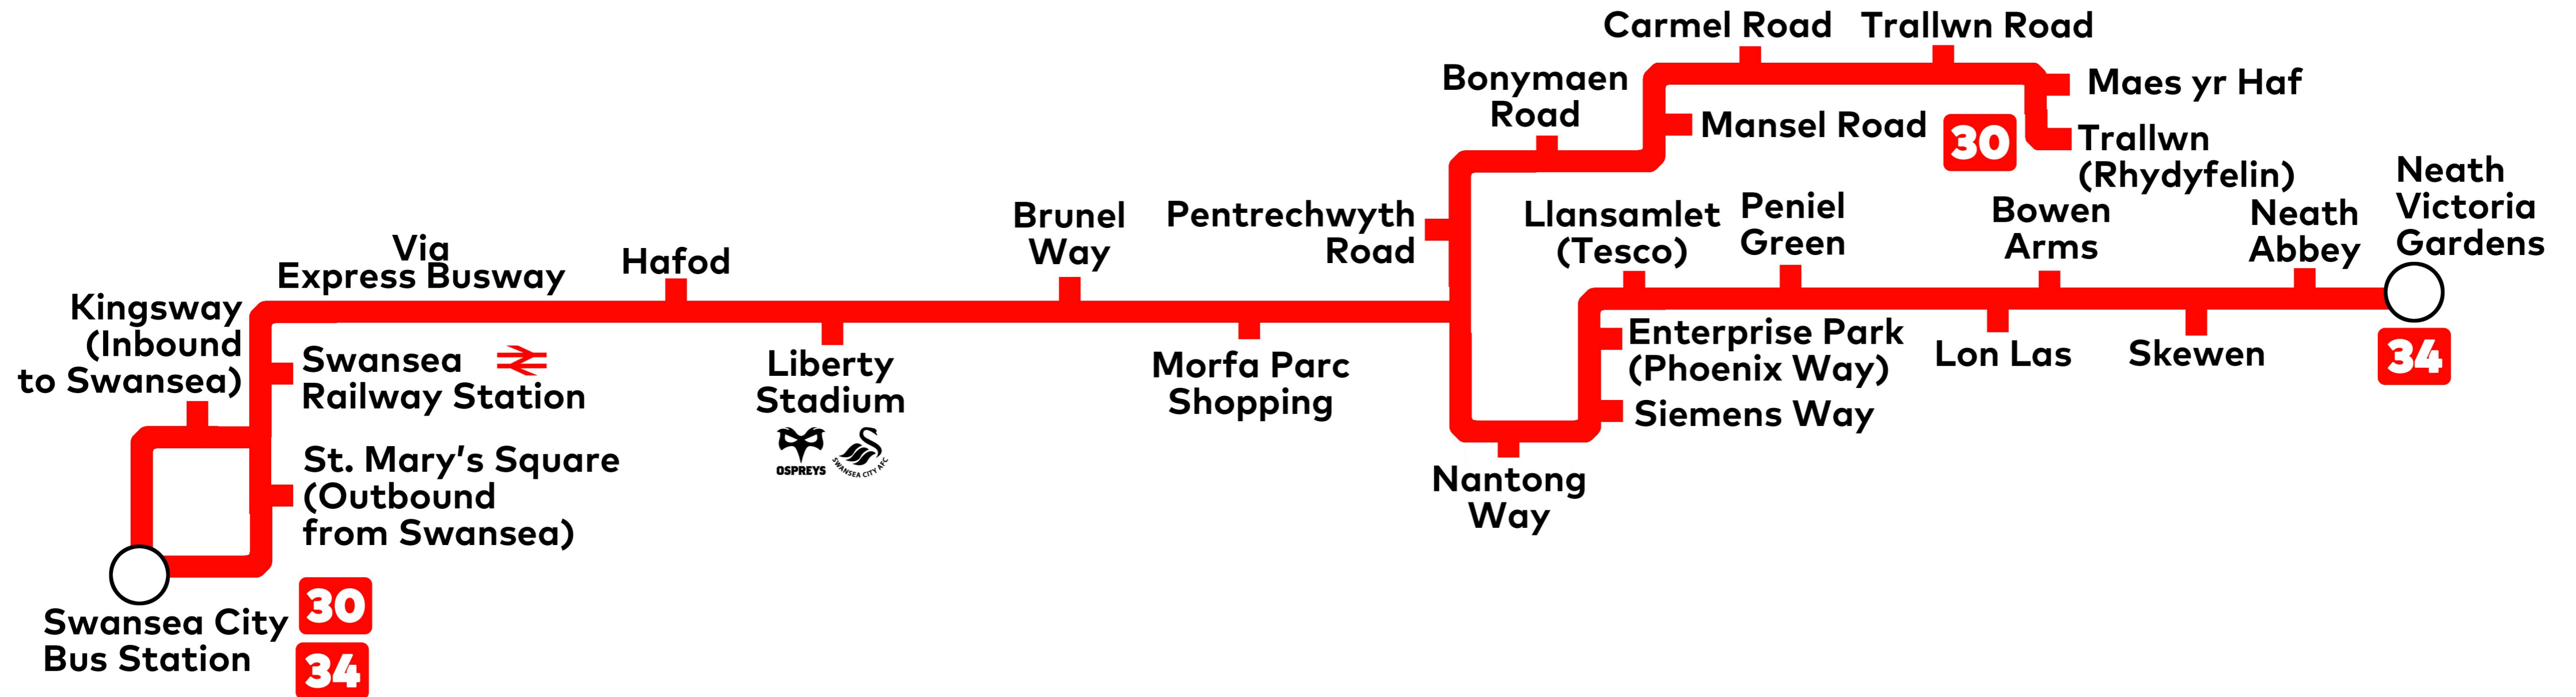 Carmel Road
Trallwn Road
Bonymaen
Road
Maes yr Haf
Mansel Road
30
Trallwn
(Rhydyfelin)
Neath
Victoria
Gardens
Brunel
Way
Pentrechwyth
Road
Llansamlet
(Tesco)
Peniel
Green
Bowen
Arms
Neath
Abbey
Via
Express Busway
Hafod
Kingsway
(Inbound
to Swansea)
Swansea
Railway Station
Liberty
Stadium
OSPREYS
SWANSEA CITY AFC
Morfa Parc
Shopping
Enterprise Park
(Phoenix Way)
Siemens Way
Lon Las
Skewen
34
St. Mary’s Square
(Outbound
from Swansea)
Nantong
Way
Swansea City
Bus Station
30
34